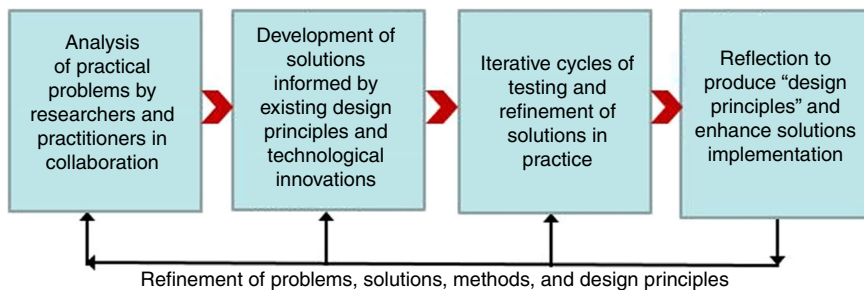 Analysis
of practical
problems by
researchers and
practitioners in
collaboration
Development of
solutions
informed by
existing design
principles and
technological
innovations
Iterative cycles of
testing and
refinement of
solutions in
practice
Reflection to
produce “design
principles” and
enhance solutions
implementation
Refinement of problems, solutions, methods, and design principles